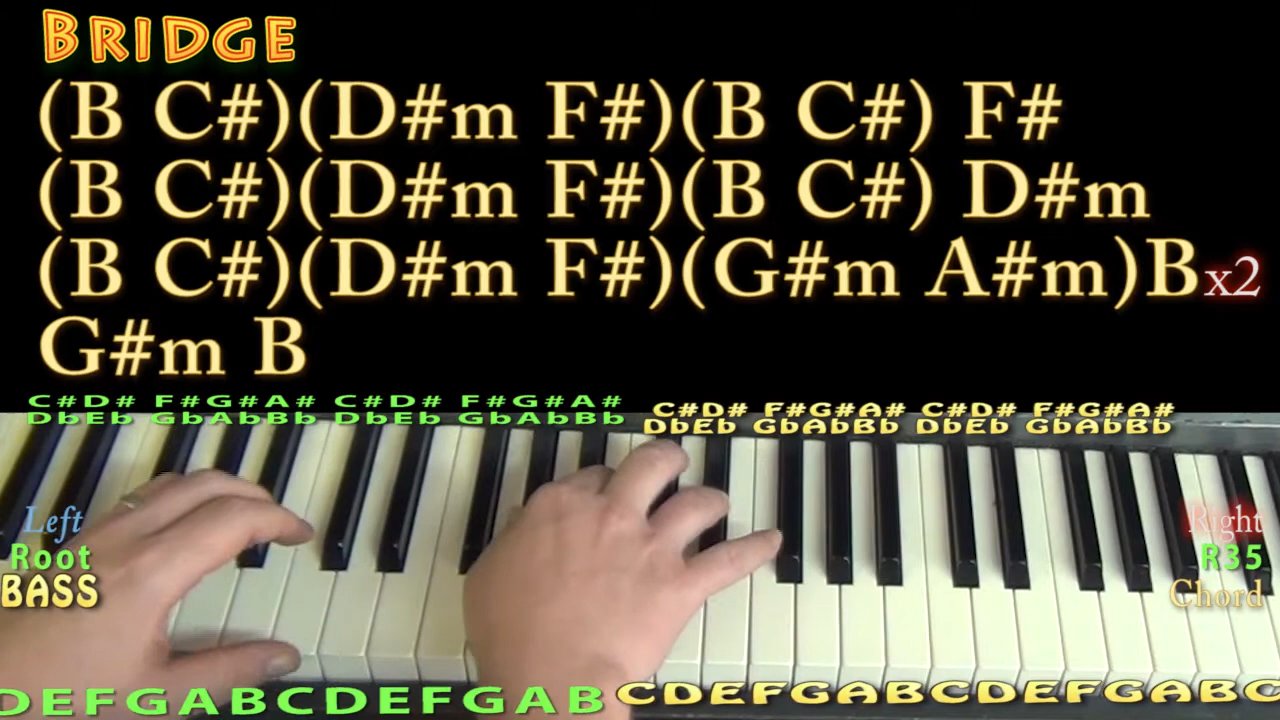 BRIDGE
(B C#)(D#m F#)(B C#) F#
(B C#)(D#m F#)(B C#) D#m
(B C#)(D#m F#)(G#m A#m)B x2
G#m B
C#D# F#G#A# C#D# F#G#A#
DbEb GbAbBb DbEb GbAbBb
C#D# F#G#A# C#D# F#G#A#
DbEb GbAbBb DbEb GbAbBb
Left
Root
BASS
Right
R35
Chord
DEFGABCDEFGAB
CDEFGABCDEFGABC